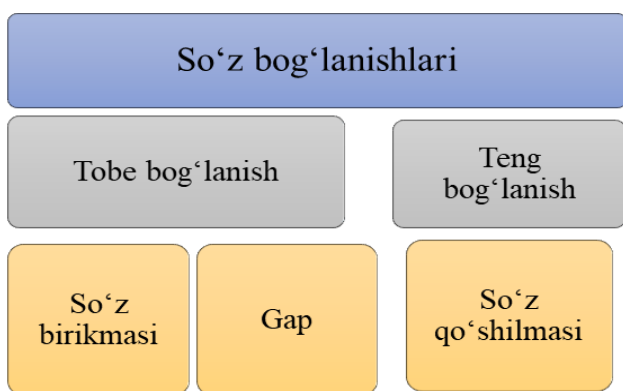 So‘z bog‘lanishlari
Tobe bog‘lanish
Teng
bog‘lanish
So‘z
birikmasi
Gap
So‘z
qo‘shilmasi